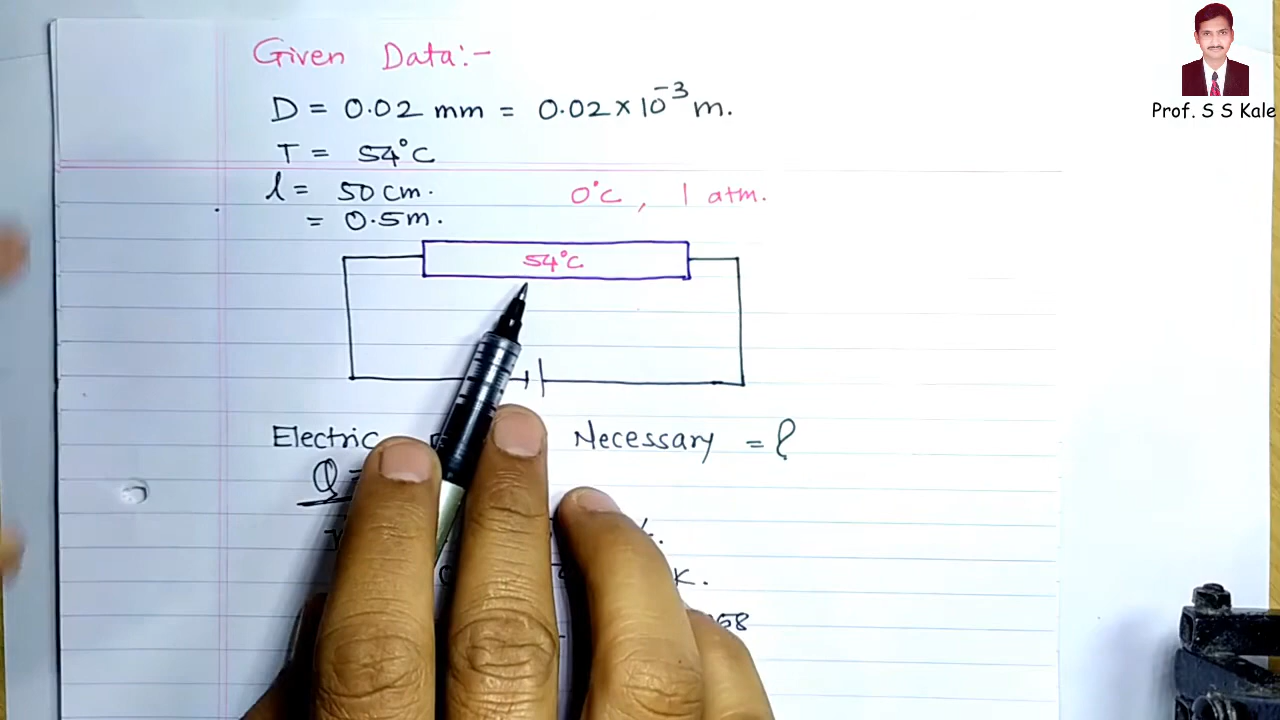 Given Data:-
D = 0.02 mm = 0.02 × 10⁻³ m.
T = 54°C
l = 50 cm.
0°C, 1 atm.
= 0.5 m.
54°C
Electric
Necessary =
Q =
K.
Prof. S S Kale